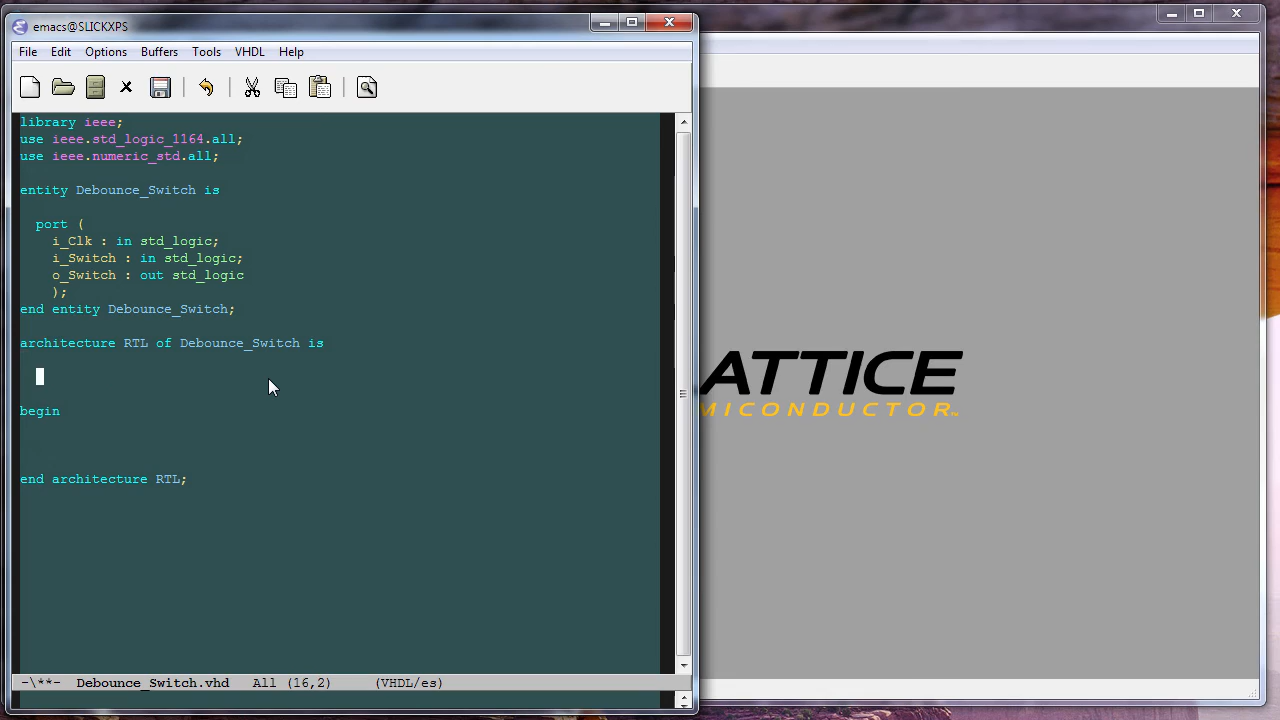 emacs@SLICKXPS
File Edit Options Buffers Tools VHDL Help
library ieee;
use ieee.std_logic_1164.all;
use ieee.numeric_std.all;
entity Debounce_Switch is
port (
i_Clk : in std_logic;
i_Switch : in std_logic;
o_Switch : out std_logic
);
end entity Debounce_Switch;
architecture RTL of Debounce_Switch is
begin
end architecture RTL;
-\**- Debounce_Switch.vhd All (16,2) (VHDL/es)
ATTICE
MICONDUCTOR™